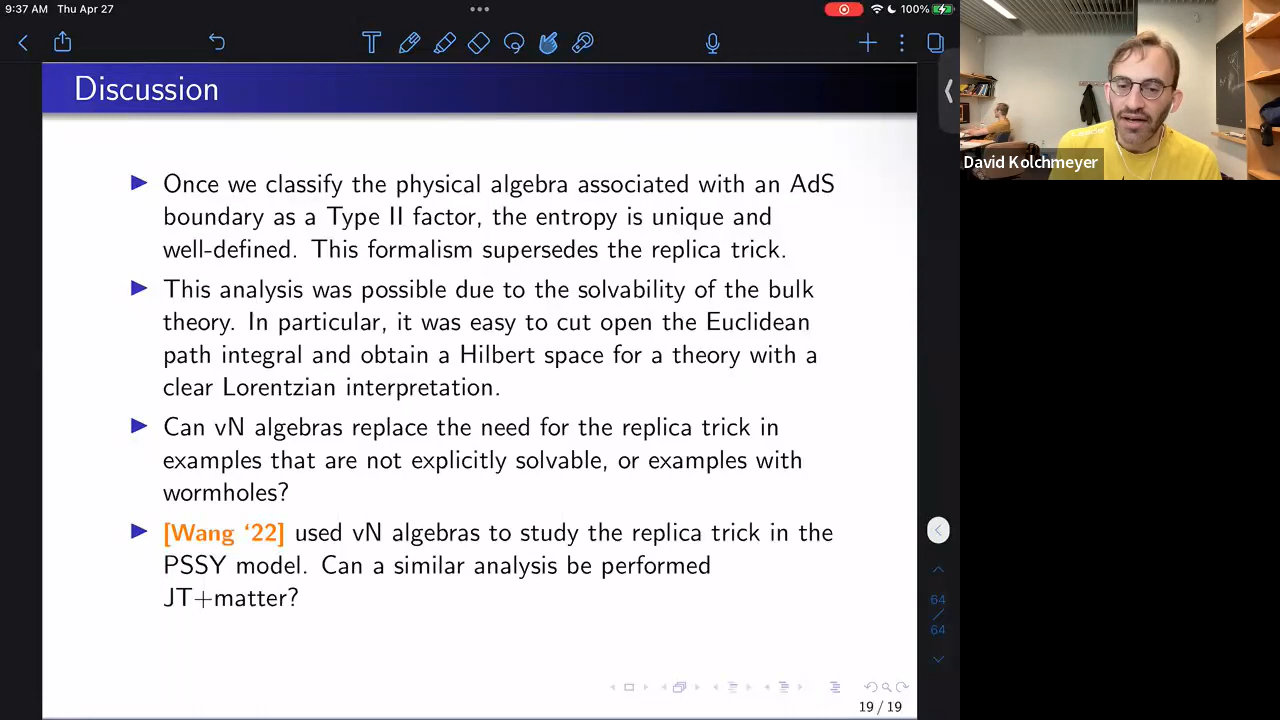 9:37 AM Thu Apr 27
100%
Discussion
Once we classify the physical algebra associated with an AdS
boundary as a Type II factor, the entropy is unique and
well-defined. This formalism supersedes the replica trick.
This analysis was possible due to the solvability of the bulk
theory. In particular, it was easy to cut open the Euclidean
path integral and obtain a Hilbert space for a theory with a
clear Lorentzian interpretation.
Can vN algebras replace the need for the replica trick in
examples that are not explicitly solvable, or examples with
wormholes?
[Wang ‘22] used vN algebras to study the replica trick in the
PSSY model. Can a similar analysis be performed
JT+matter?
19 / 19
64
/
64
David Kolchmeyer